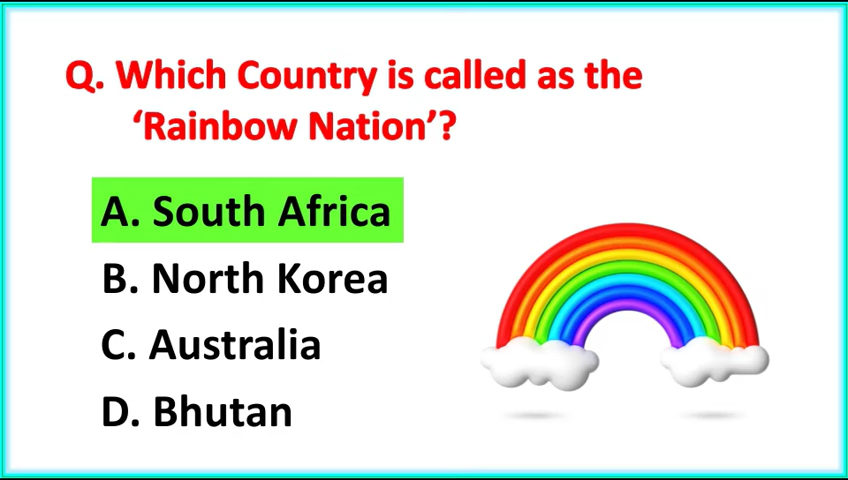 Q. Which Country is called as the
‘Rainbow Nation’?
A. South Africa
B. North Korea
C. Australia
D. Bhutan